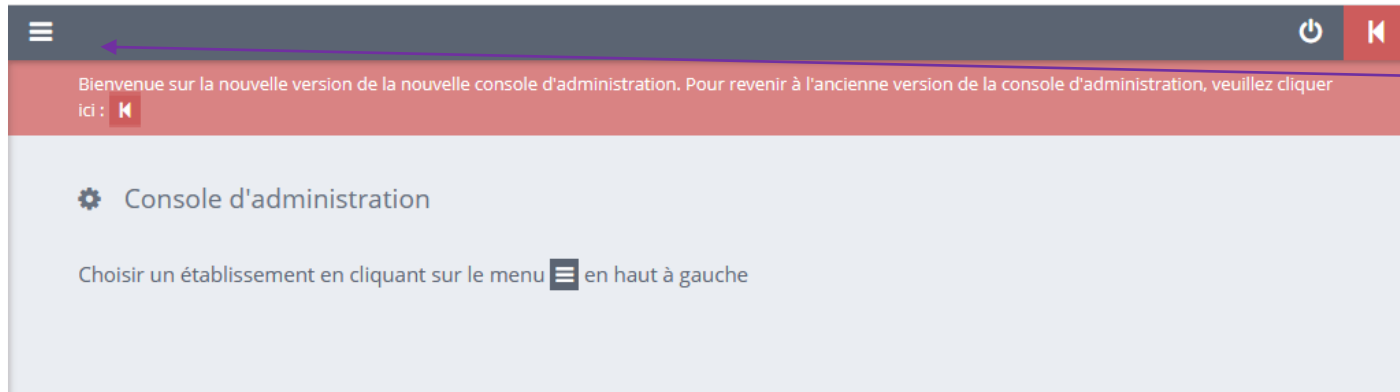 Bienvenue sur la nouvelle version de la nouvelle console d'administration. Pour revenir à l'ancienne version de la console d'administration, veuillez cliquer
ici :
Console d'administration
Choisir un établissement en cliquant sur le menu en haut à gauche